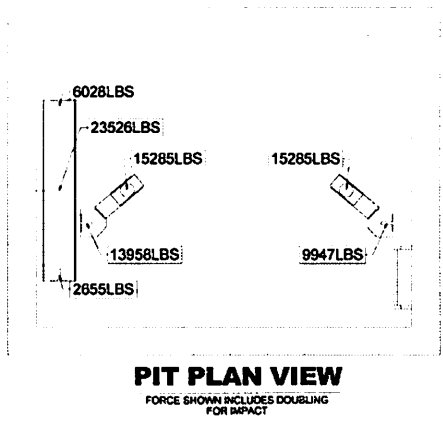 6028LBS
23526LBS
15285LBS 15285LBS
13958LBS 9947LBS
2655LBS
PIT PLAN VIEW
FORCE SHOWN INCLUDES DOUBLING
FOR IMPACT